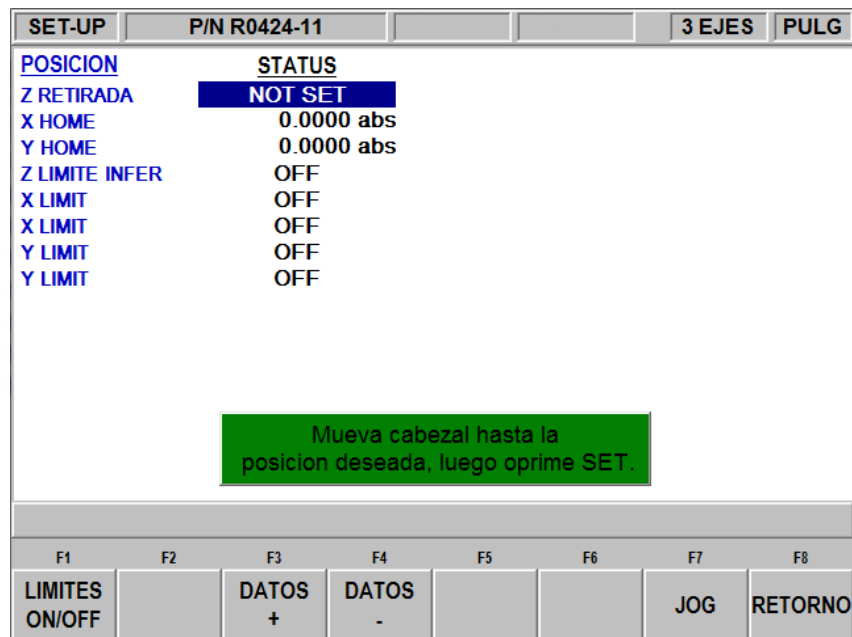 SET-UP P/N R0424-11 3 EJES PULG
POSICION STATUS
Z RETIRADA NOT SET
X HOME 0.0000 abs
Y HOME 0.0000 abs
Z LIMITE INFER OFF
X LIMIT OFF
X LIMIT OFF
Y LIMIT OFF
Y LIMIT OFF
Mueva cabezal hasta la
posicion deseada, luego oprime SET.
F1 F2 F3 F4 F5 F6 F7 F8
LIMITES DATOS DATOS JOG RETORNO
ON/OFF + -